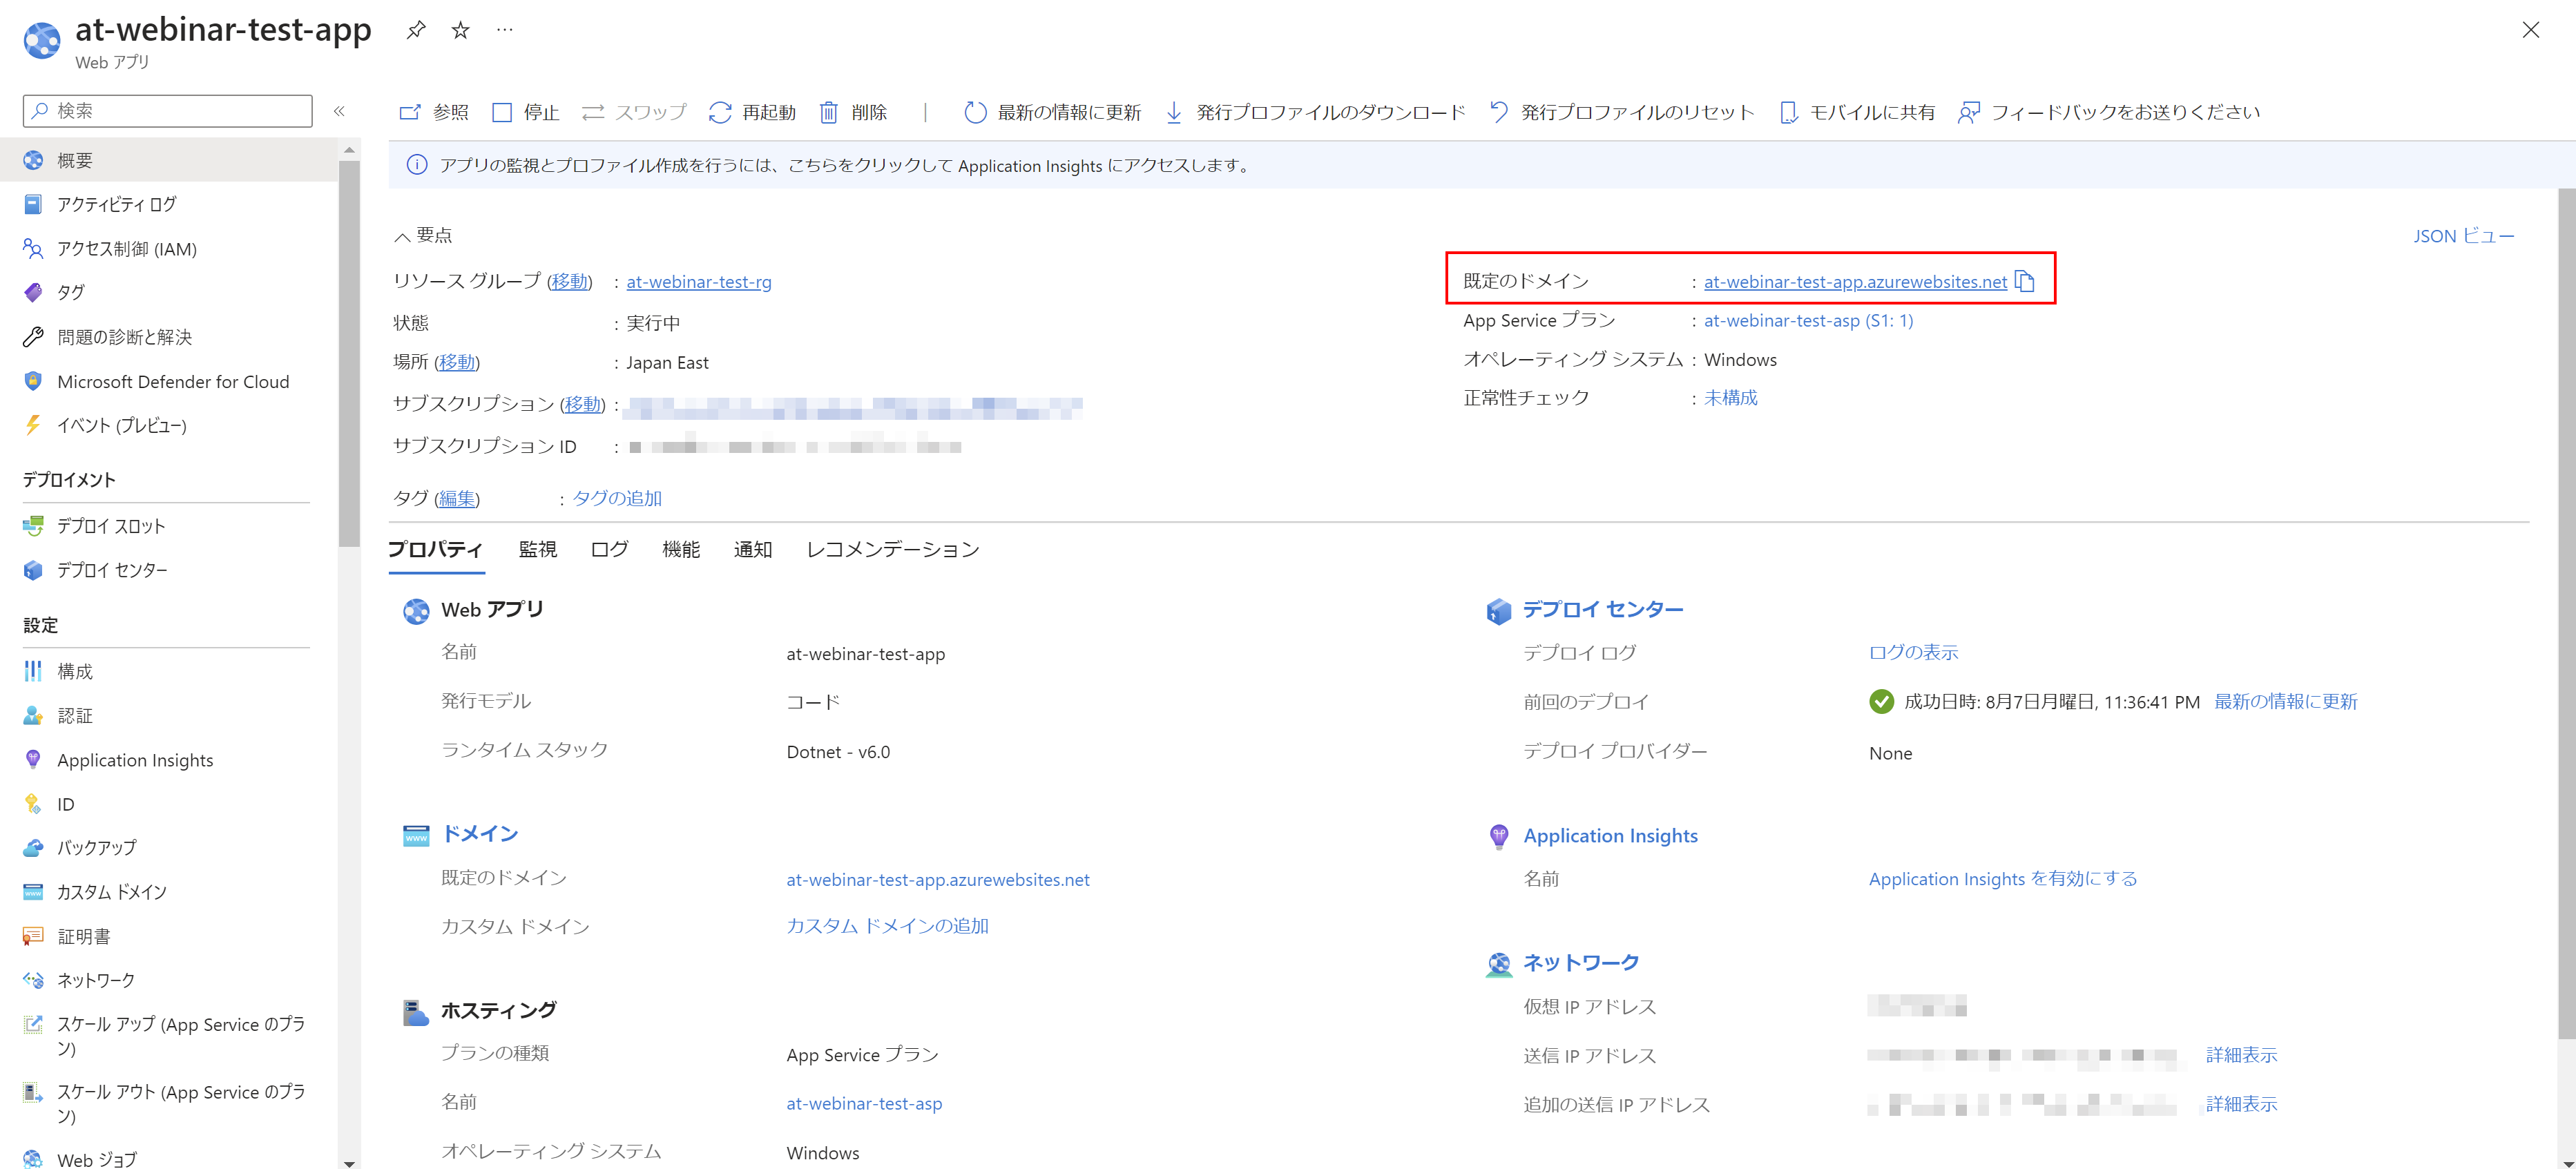 at-webinar-test-app
Web アプリ
検索
概要
アクティビティ ログ
アクセス制御 (IAM)
タグ
問題の診断と解決
Microsoft Defender for Cloud
イベント (プレビュー)
デプロイメント
デプロイ スロット
デプロイ センター
設定
構成
認証
Application Insights
ID
バックアップ
カスタム ドメイン
証明書
ネットワーク
スケール アップ (App Service のプラ
ン)
スケール アウト (App Service のプラ
ン)
Web ジョブ
参照 停止 スワップ 再起動 削除 最新の情報に更新 発行プロファイルのダウンロード 発行プロファイルのリセット モバイルに共有 フィードバックをお送りください
アプリの監視とプロファイル作成を行うには、こちらをクリックして Application Insights にアクセスします。
要点
JSON ビュー
リソース グループ (移動) : at-webinar-test-rg
状態 : 実行中
場所 (移動) : Japan East
サブスクリプション (移動) :
サブスクリプション ID :
タグ (編集) : タグの追加
既定のドメイン : at-webinar-test-app.azurewebsites.net
App Service プラン : at-webinar-test-asp (S1: 1)
オペレーティング システム : Windows
正常性チェック : 未構成
プロパティ 監視 ログ 機能 通知 レコメンデーション
Web アプリ
名前 at-webinar-test-app
発行モデル コード
ランタイム スタック Dotnet - v6.0
ドメイン
既定のドメイン at-webinar-test-app.azurewebsites.net
カスタム ドメイン カスタム ドメインの追加
ホスティング
プランの種類 App Service プラン
名前 at-webinar-test-asp
オペレーティング システム Windows
デプロイ センター
デプロイ ログ ログの表示
前回のデプロイ 成功日時: 8月7日月曜日, 11:36:41 PM 最新の情報に更新
デプロイ プロバイダー None
Application Insights
名前 Application Insights を有効にする
ネットワーク
仮想 IP アドレス
送信 IP アドレス 詳細表示
追加の送信 IP アドレス 詳細表示